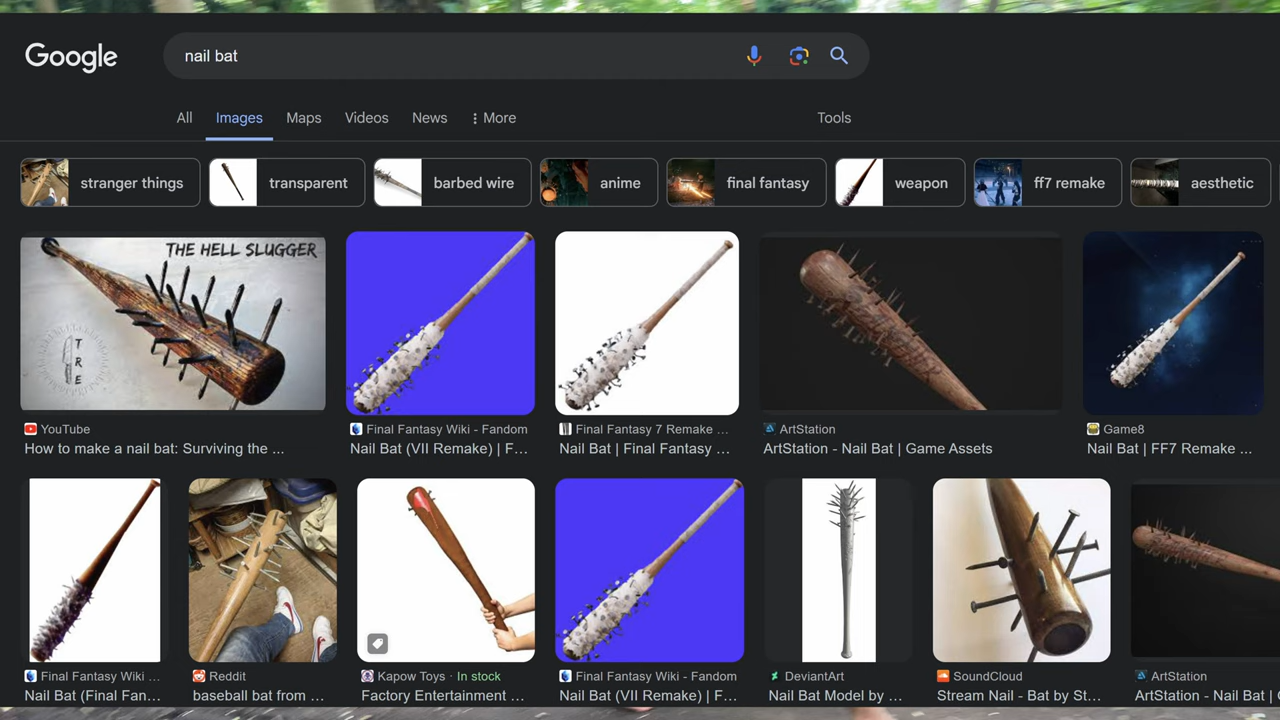 Google
nail bat
All Images Maps Videos News More
Tools
stranger things
transparent
barbed wire
anime
final fantasy
weapon
ff7 remake
aesthetic
THE HELL SLUGGER
T
R
E
YouTube
How to make a nail bat: Surviving the ...
Final Fantasy Wiki - Fandom
Nail Bat (VII Remake) | F...
Final Fantasy 7 Remake ...
Nail Bat | Final Fantasy ...
ArtStation
ArtStation - Nail Bat | Game Assets
Game8
Nail Bat | FF7 Remake ...
Final Fantasy Wiki ...
Nail Bat (Final Fan...
Reddit
baseball bat from ...
Kapow Toys · In stock
Factory Entertainment ...
Final Fantasy Wiki - Fandom
Nail Bat (VII Remake) | F...
DeviantArt
Nail Bat Model by ...
SoundCloud
Stream Nail - Bat by St...
ArtStation
ArtStation - Nail Bat |